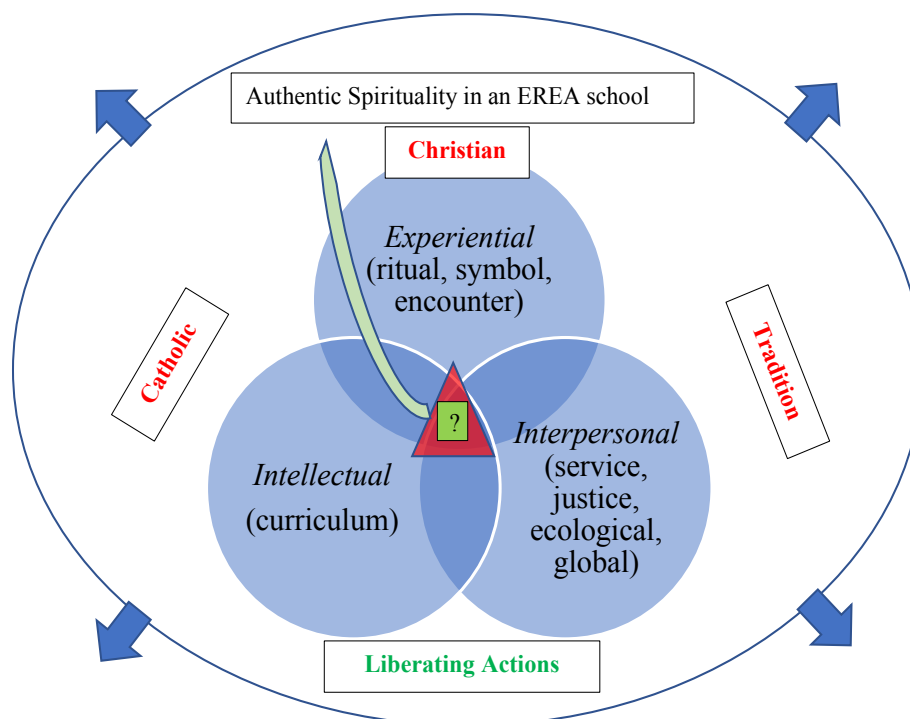 Authentic Spirituality in an EREA school
Christian
Experiential
(ritual, symbol,
encounter)
Catholic
Tradition
?
Intellectual
(curriculum)
Interpersonal
(service,
justice,
ecological,
global)
Liberating Actions